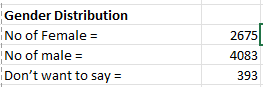 Gender Distribution
No of Female = 2675
No of male = 4083
Don't want to say = 393